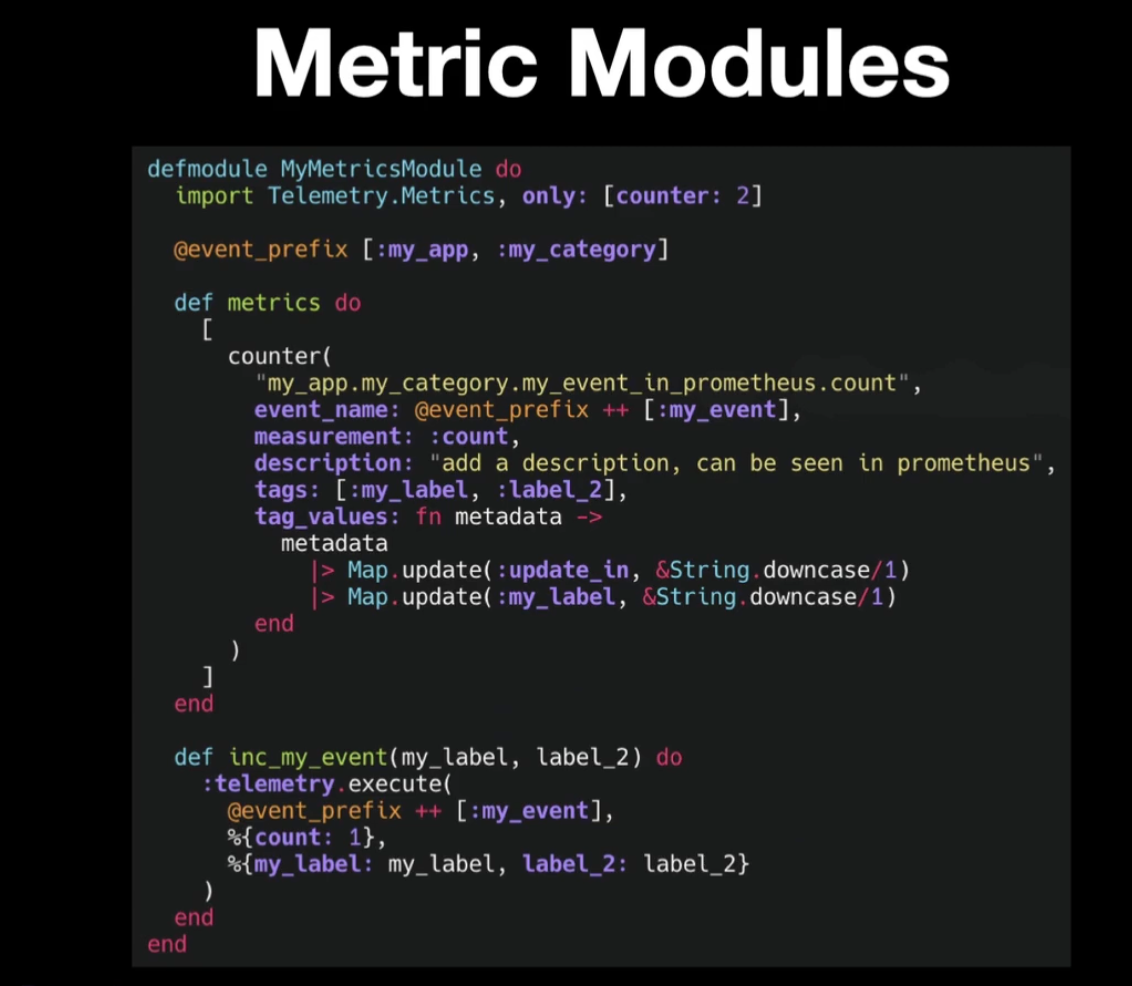 Metric Modules
defmodule MyMetricsModule do
  import Telemetry.Metrics, only: [counter: 2]
  @event_prefix [:my_app, :my_category]
  def metrics do
    [
      counter(
        "my_app.my_category.my_event_in_prometheus.count",
        event_name: @event_prefix ++ [:my_event],
        measurement: :count,
        description: "add a description, can be seen in prometheus",
        tags: [:my_label, :label_2],
        tag_values: fn metadata ->
          metadata
            |> Map.update(:update_in, &String.downcase/1)
            |> Map.update(:my_label, &String.downcase/1)
        end
      )
    ]
  end
  def inc_my_event(my_label, label_2) do
    :telemetry.execute(
      @event_prefix ++ [:my_event],
      %{count: 1},
      %{my_label: my_label, label_2: label_2}
    )
  end
end